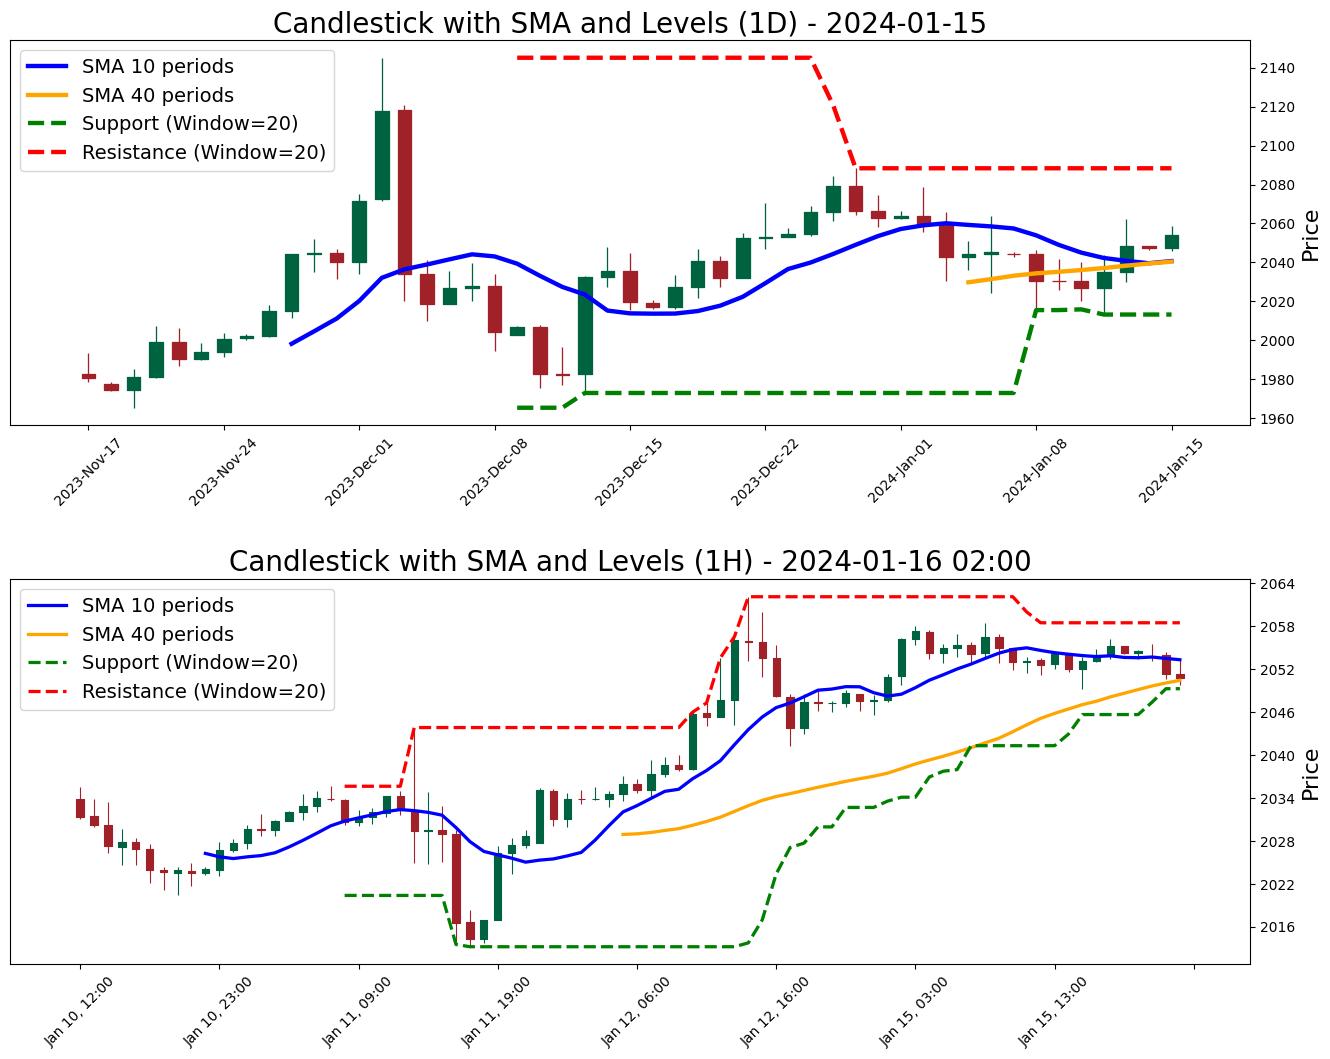 Candlestick with SMA and Levels (1D) - 2024-01-15
SMA 10 periods
SMA 40 periods
Support (Window=20)
Resistance (Window=20)
2140
2120
2100
2080
2060
2040
2020
2000
1980
1960
Price
2023-Nov-17
2023-Nov-24
2023-Dec-01
2023-Dec-08
2023-Dec-15
2023-Dec-22
2024-Jan-01
2024-Jan-08
2024-Jan-15
Candlestick with SMA and Levels (1H) - 2024-01-16 02:00
SMA 10 periods
SMA 40 periods
Support (Window=20)
Resistance (Window=20)
2064
2058
2052
2046
2040
2034
2028
2022
2016
Price
Jan 10, 12:00
Jan 10, 23:00
Jan 11, 09:00
Jan 11, 19:00
Jan 12, 06:00
Jan 12, 16:00
Jan 15, 03:00
Jan 15, 13:00